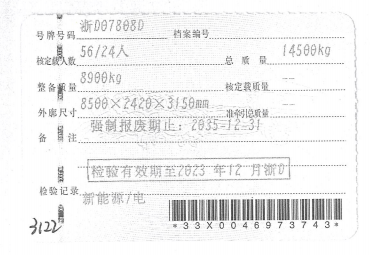 号牌号码 浙D07808D 档案编号
核定载人数 56/24人 总质量 14500kg
整备质量 8900kg 核定载质量 --
外廓尺寸 8500×2420×3150mm 准牵引总质量 --
备注 强制报废期止：2035-12-31
检验有效期至2023年12月浙D
检验记录 新能源/电
*33X0046973743*
3122